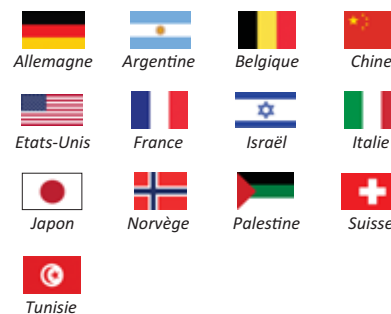 Allemagne Argentine Belgique Chine
Etats-Unis France Israël Italie
Japon Norvège Palestine Suisse
Tunisie